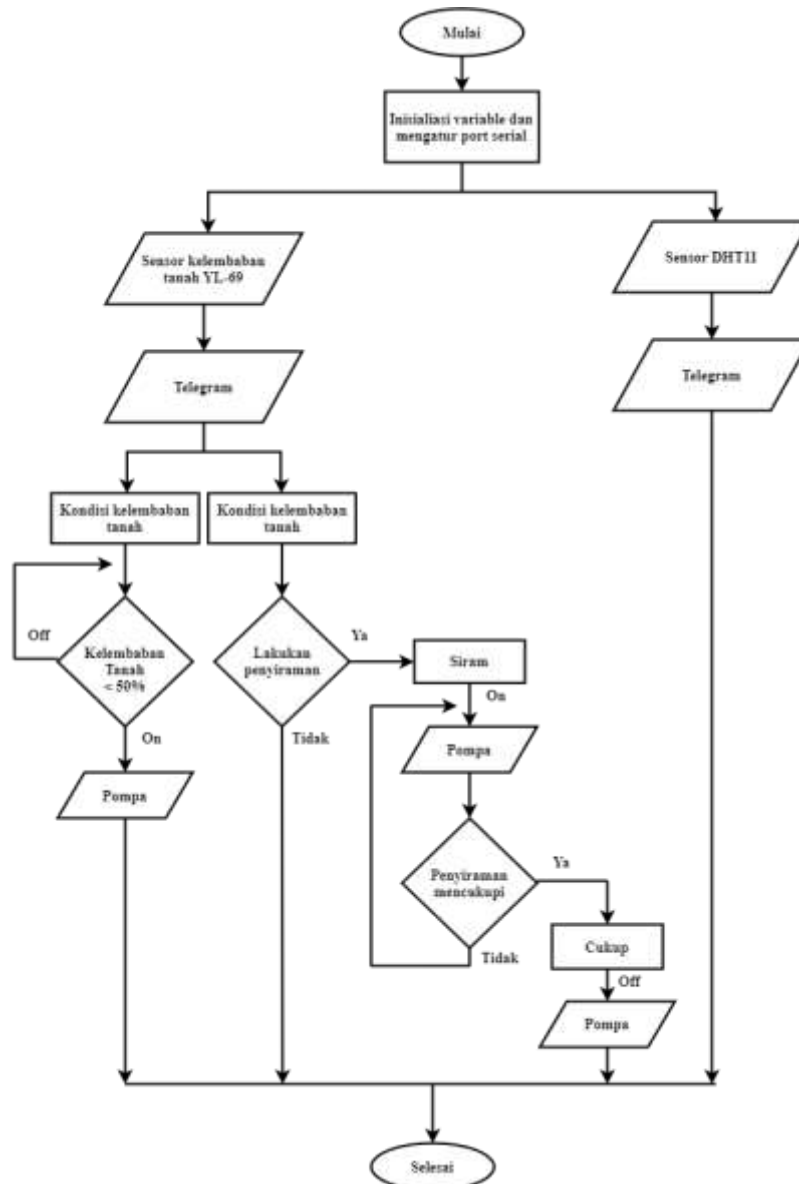 Mulai
Inisialiasi variable dan
mengatur port serial
Sensor kelembaban
tanah YL-69
Sensor DHT11
Telegram
Telegram
Kondisi kelembaban
tanah
Kondisi kelembaban
tanah
Off
Kelembaban
Tanah
< 50%
On
Pompa
Lakukan
penyiraman
Ya
Tidak
Siram
On
Pompa
Penyiraman
mencukupi
Ya
Tidak
Cukup
Off
Pompa
Selesai